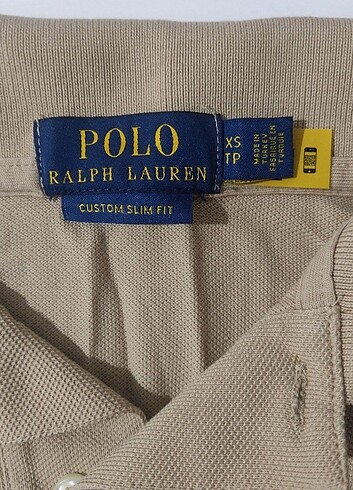 POLO
RALPH LAUREN
CUSTOM SLIM FIT
XS
TP
MADE IN
TURKEY
FABRIQUÉ EN
TURQUIE